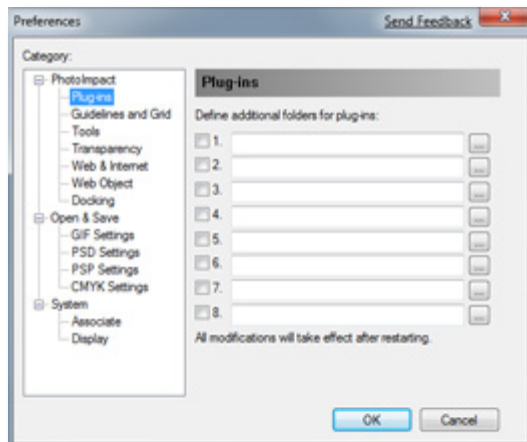 Preferences
Send Feedback
Category:
PhotoImpact
Plug-ins
Guidelines and Grid
Tools
Transparency
Web & Internet
Web Object
Docking
Open & Save
GIF Settings
PSD Settings
PSP Settings
CMYK Settings
System
Associate
Display
Plug-ins
Define additional folders for plug-ins:
1. ...
2. ...
3. ...
4. ...
5. ...
6. ...
7. ...
8. ...
All modifications will take effect after restarting.
OK Cancel